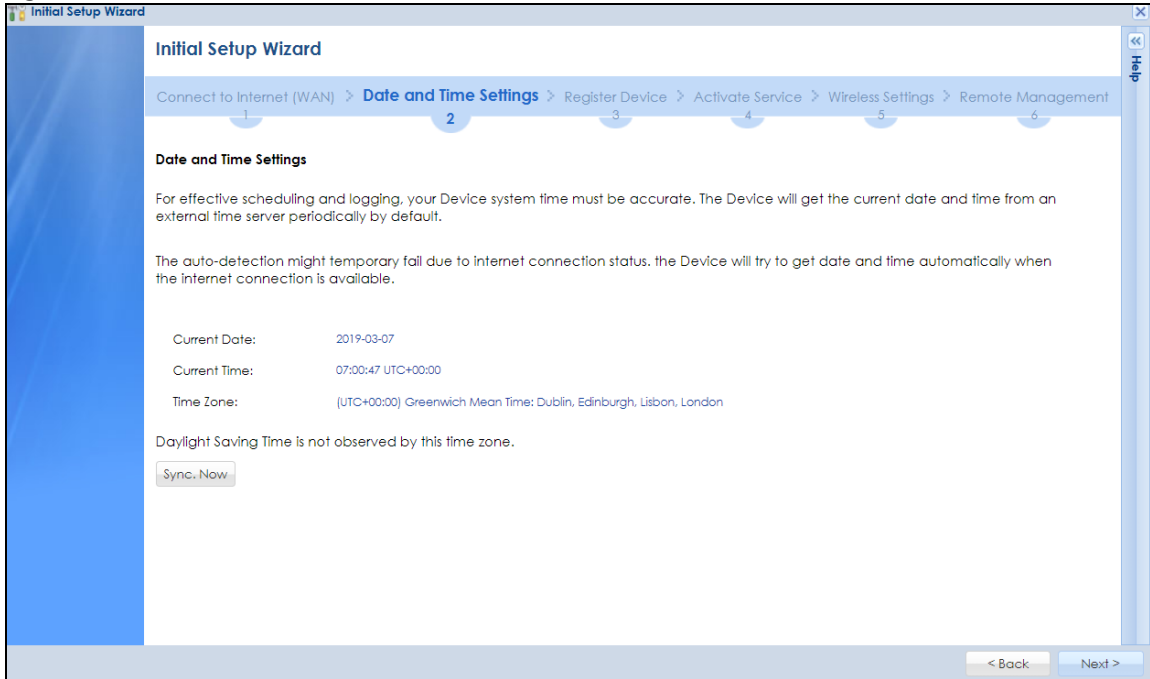 Initial Setup Wizard
Help
Initial Setup Wizard
Connect to Internet (WAN) > Date and Time Settings > Register Device > Activate Service > Wireless Settings > Remote Management
1 2 3 4 5 6
Date and Time Settings
For effective scheduling and logging, your Device system time must be accurate. The Device will get the current date and time from an
external time server periodically by default.
The auto-detection might temporary fail due to internet connection status. the Device will try to get date and time automatically when
the internet connection is available.
Current Date: 2019-03-07
Current Time: 07:00:47 UTC+00:00
Time Zone: (UTC+00:00) Greenwich Mean Time: Dublin, Edinburgh, Lisbon, London
Daylight Saving Time is not observed by this time zone.
Sync. Now
< Back Next >